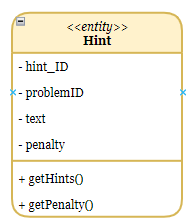 <<entity>>
Hint
- hint_ID
- problemID
- text
- penalty
+ getHints()
+ getPenalty()